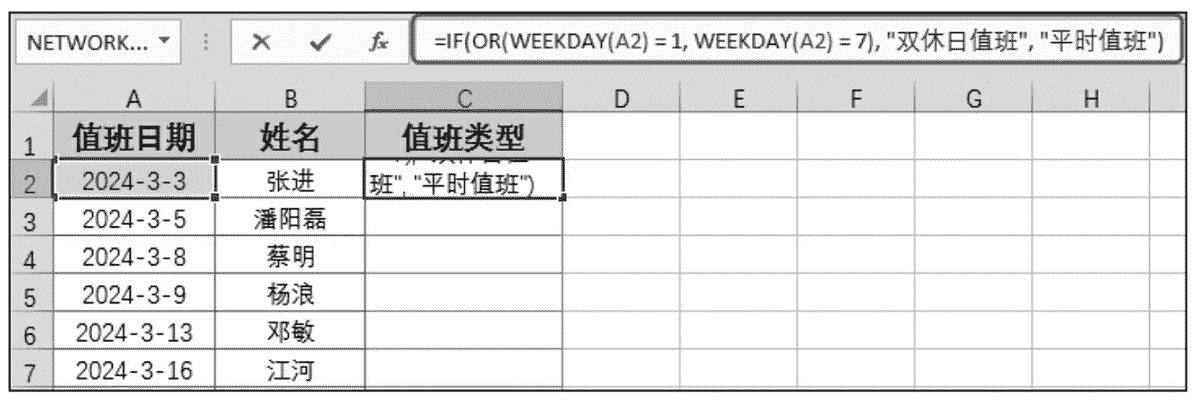 NETWORK... fx =IF(OR(WEEKDAY(A2) = 1, WEEKDAY(A2) = 7), "双休日值班", "平时值班")
A B C D E F G H
1 值班日期 姓名 值班类型
2 2024-3-3 张进 班", "平时值班")
3 2024-3-5 潘阳磊
4 2024-3-8 蔡明
5 2024-3-9 杨浪
6 2024-3-13 邓敏
7 2024-3-16 江河